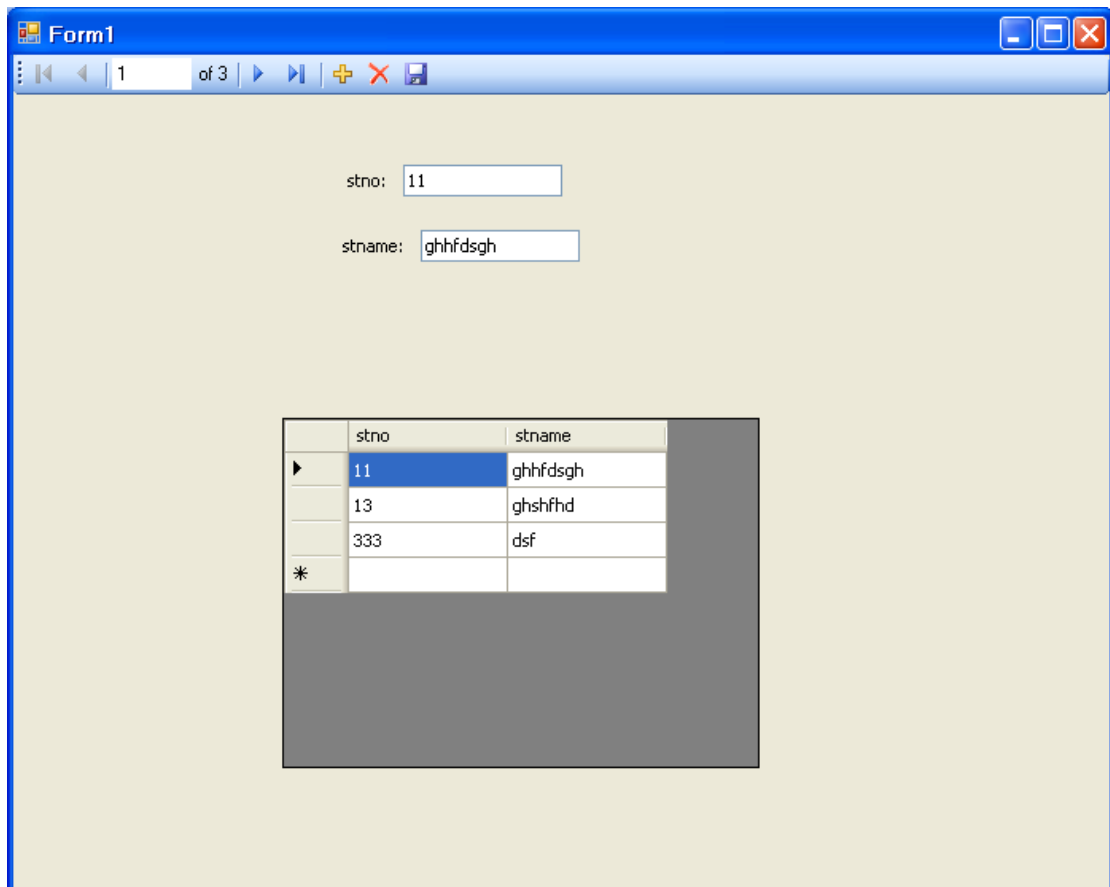 Form1
1 of 3
stno: 11
stname: ghhfdsgh
stno stname
11 ghhfdsgh
13 ghshfhd
333 dsf